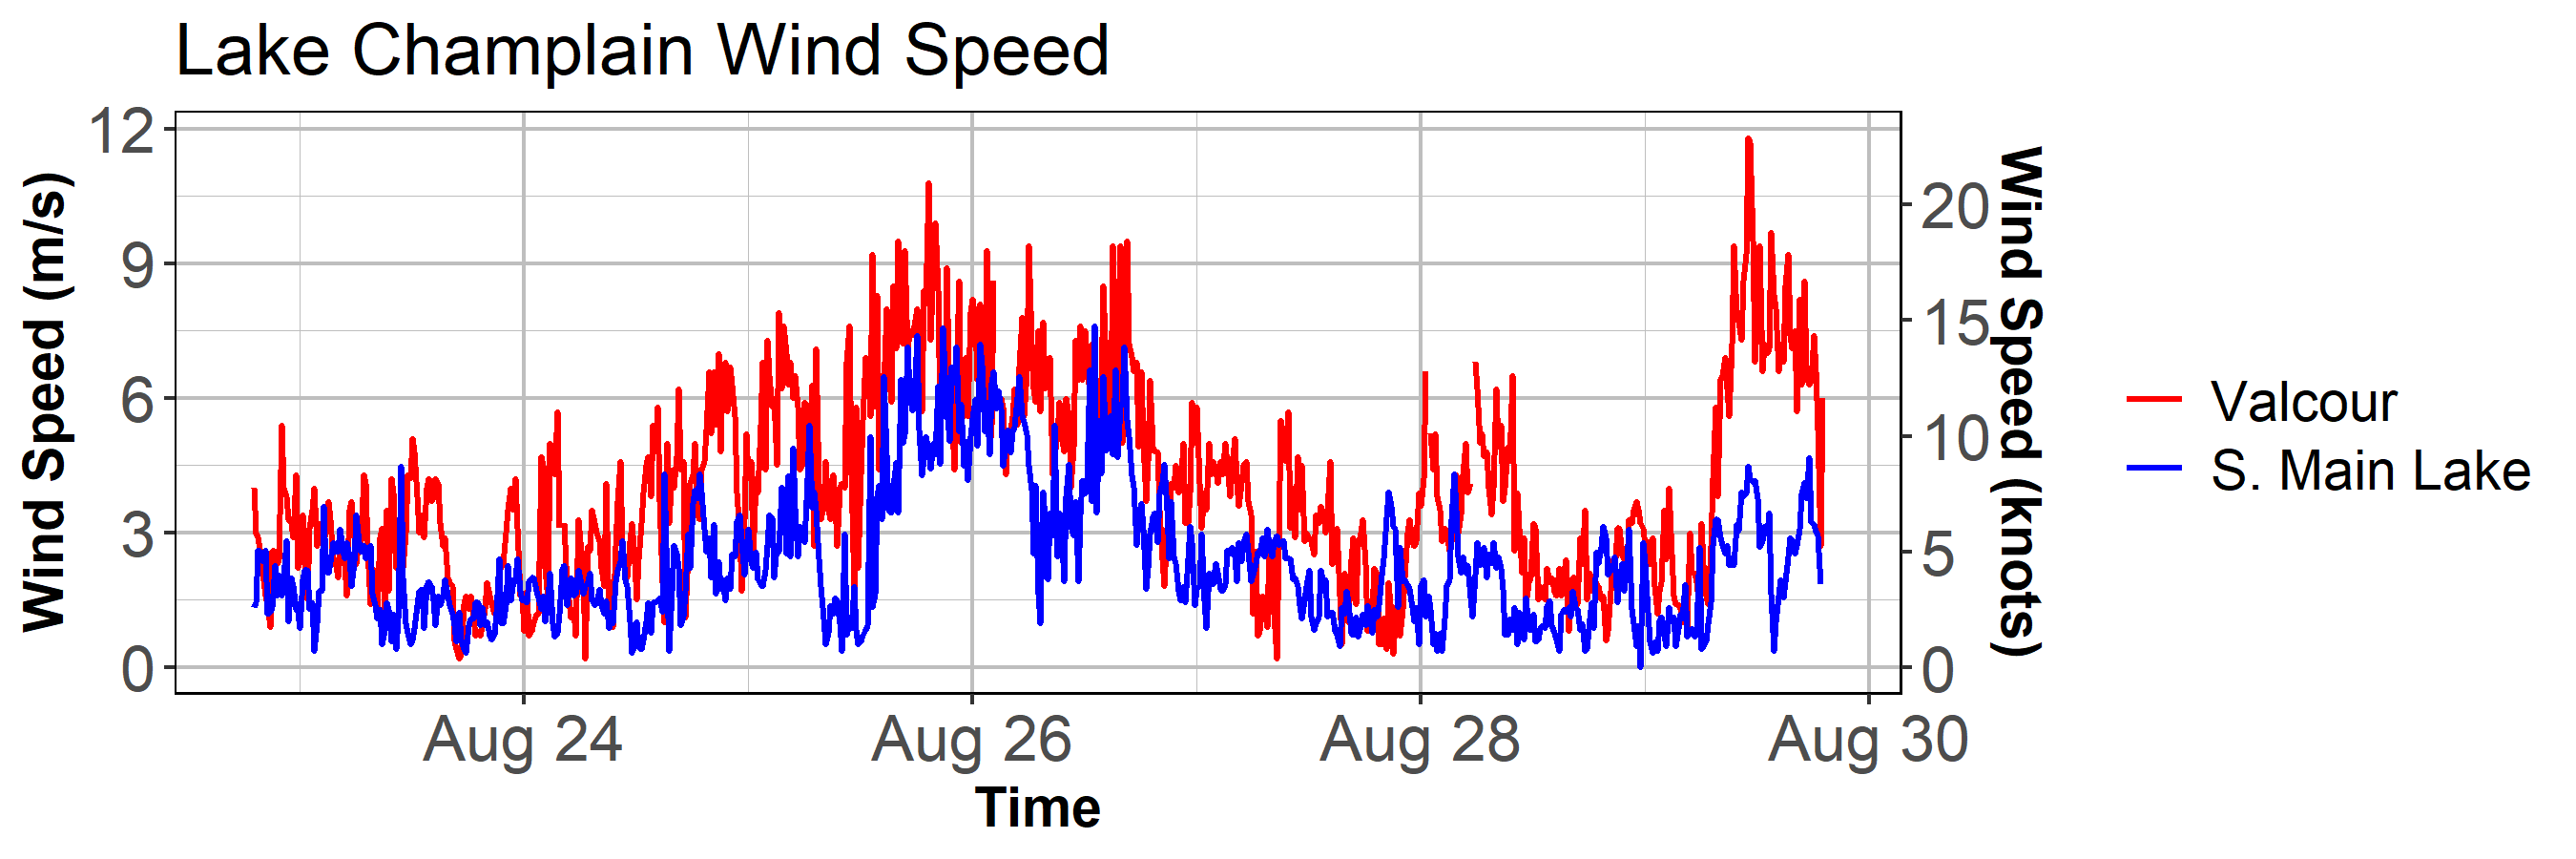 Lake Champlain Wind Speed
Wind Speed (m/s)
12
9
6
3
0
20
15
10
5
0
Wind Speed (knots)
Aug 24
Aug 26
Aug 28
Aug 30
Time
Valcour
S. Main Lake